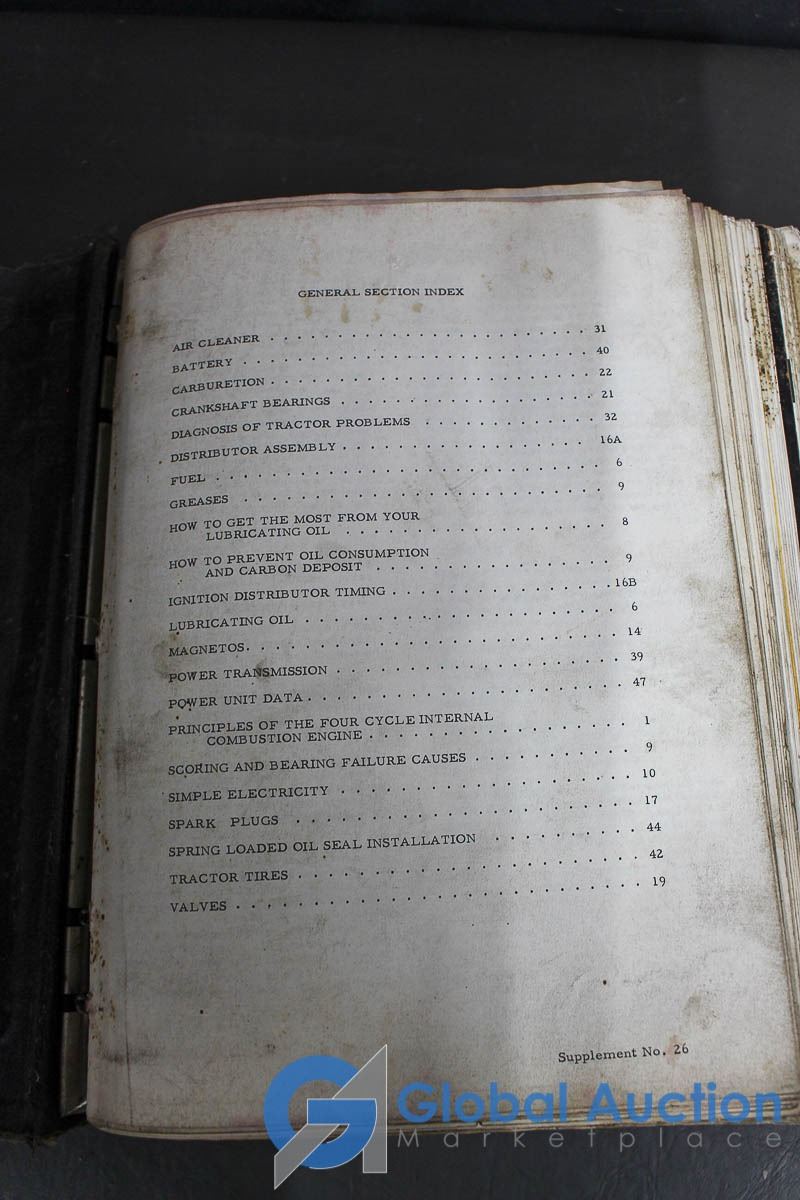 GENERAL SECTION INDEX
AIR CLEANER . . . . . . . . . . . . . . . . . . . . . . . . 31
BATTERY . . . . . . . . . . . . . . . . . . . . . . . . . . 40
CARBURETION . . . . . . . . . . . . . . . . . . . . . . . . 22
CRANKSHAFT BEARINGS . . . . . . . . . . . . . . . . . . . . 21
DIAGNOSIS OF TRACTOR PROBLEMS . . . . . . . . . . . . 32
DISTRIBUTOR ASSEMBLY . . . . . . . . . . . . . . . . . . 16A
FUEL . . . . . . . . . . . . . . . . . . . . . . . . . . . . 6
GREASES . . . . . . . . . . . . . . . . . . . . . . . . . . 9
HOW TO GET THE MOST FROM YOUR
LUBRICATING OIL . . . . . . . . . . . . . . . . . . 8
HOW TO PREVENT OIL CONSUMPTION
AND CARBON DEPOSIT . . . . . . . . . . . . . . . . 9
IGNITION DISTRIBUTOR TIMING . . . . . . . . . . . . . . 16B
LUBRICATING OIL . . . . . . . . . . . . . . . . . . . . . 6
MAGNETOS . . . . . . . . . . . . . . . . . . . . . . . . . 14
POWER TRANSMISSION . . . . . . . . . . . . . . . . . . . 39
POWER UNIT DATA . . . . . . . . . . . . . . . . . . . . . 47
PRINCIPLES OF THE FOUR CYCLE INTERNAL
COMBUSTION ENGINE . . . . . . . . . . . . . . . . . 1
SCORING AND BEARING FAILURE CAUSES . . . . . . . . . . . 9
SIMPLE ELECTRICITY . . . . . . . . . . . . . . . . . . . 10
SPARK PLUGS . . . . . . . . . . . . . . . . . . . . . . . 17
SPRING LOADED OIL SEAL INSTALLATION . . . . . . . . . . 44
TRACTOR TIRES . . . . . . . . . . . . . . . . . . . . . . 42
VALVES . . . . . . . . . . . . . . . . . . . . . . . . . . 19
Supplement No. 26
GA Global Auction
Marketplace